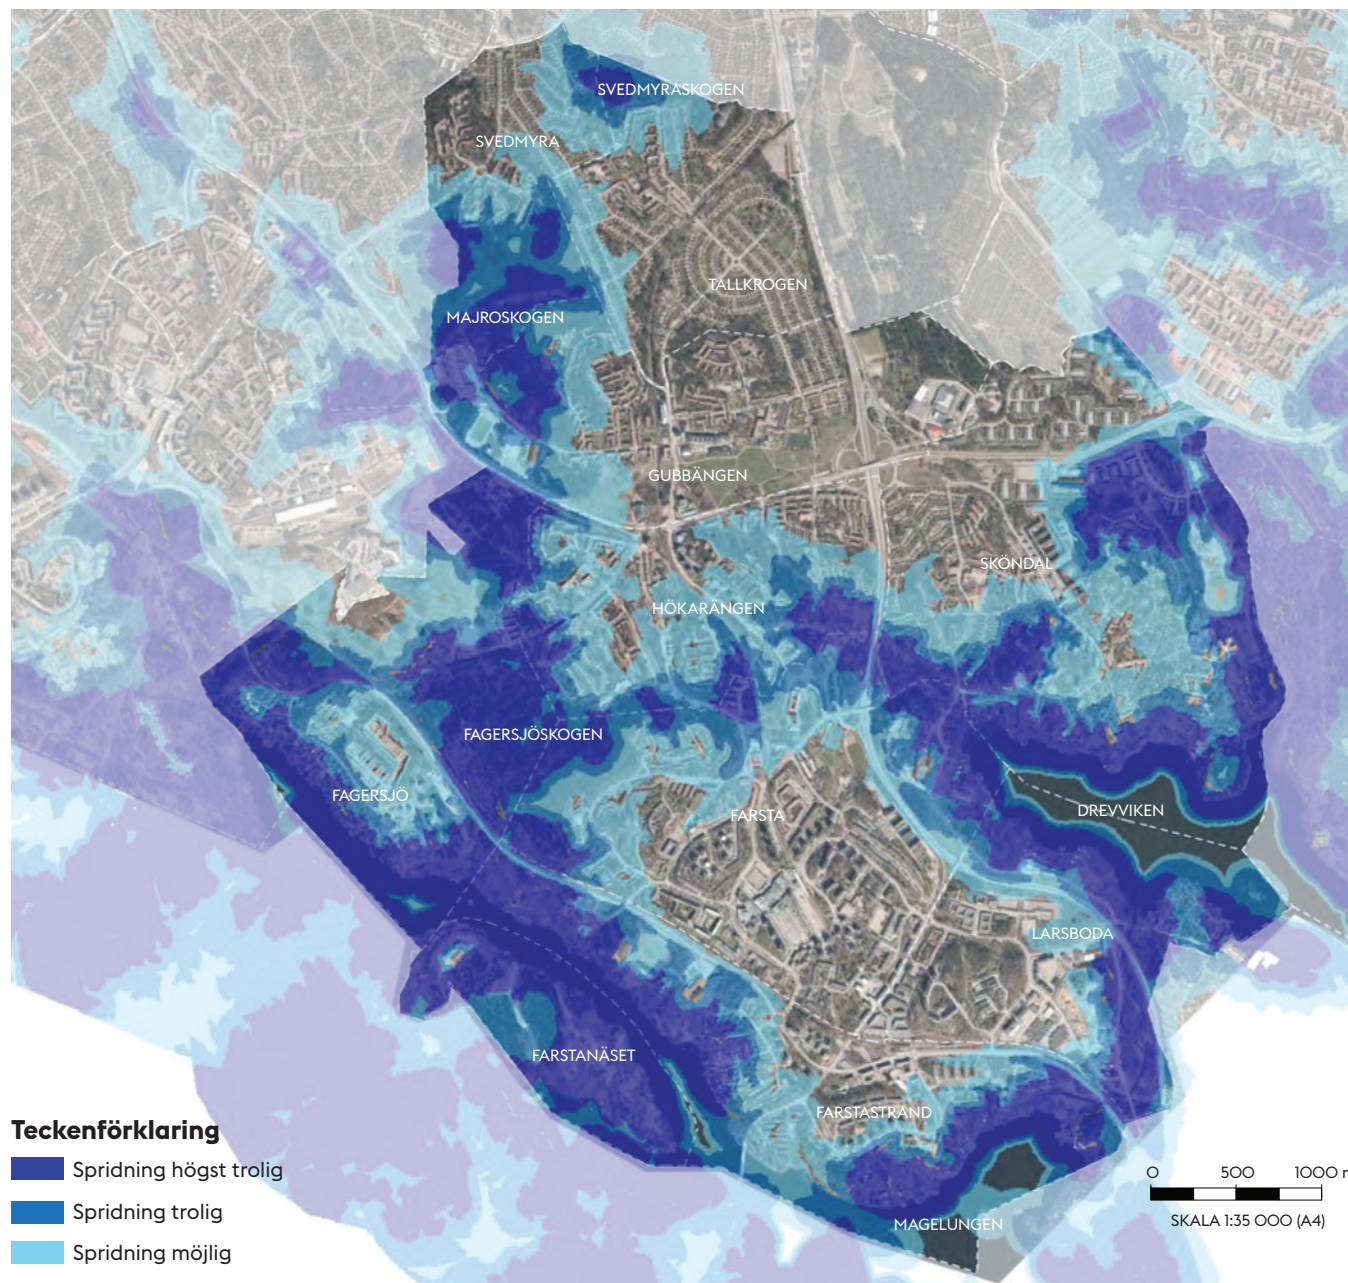 SVEDMYRASKOGEN
SVEDMYRA
TALLKROGEN
MAJROSKOGEN
GUBBÄNGEN
SKÖNDAL
HÖKARÄNGEN
FAGERSJÖSKOGEN
FAGERSJÖ
DREVVIKEN
FARSTA
LARSBODA
FARSTANÄSET
FARSTASTRAND
MAGELUNGEN
Teckenförklaring
Spridning högst trolig
Spridning trolig
Spridning möjlig
0 500 1000 m
SKALA 1:35 000 (A4)